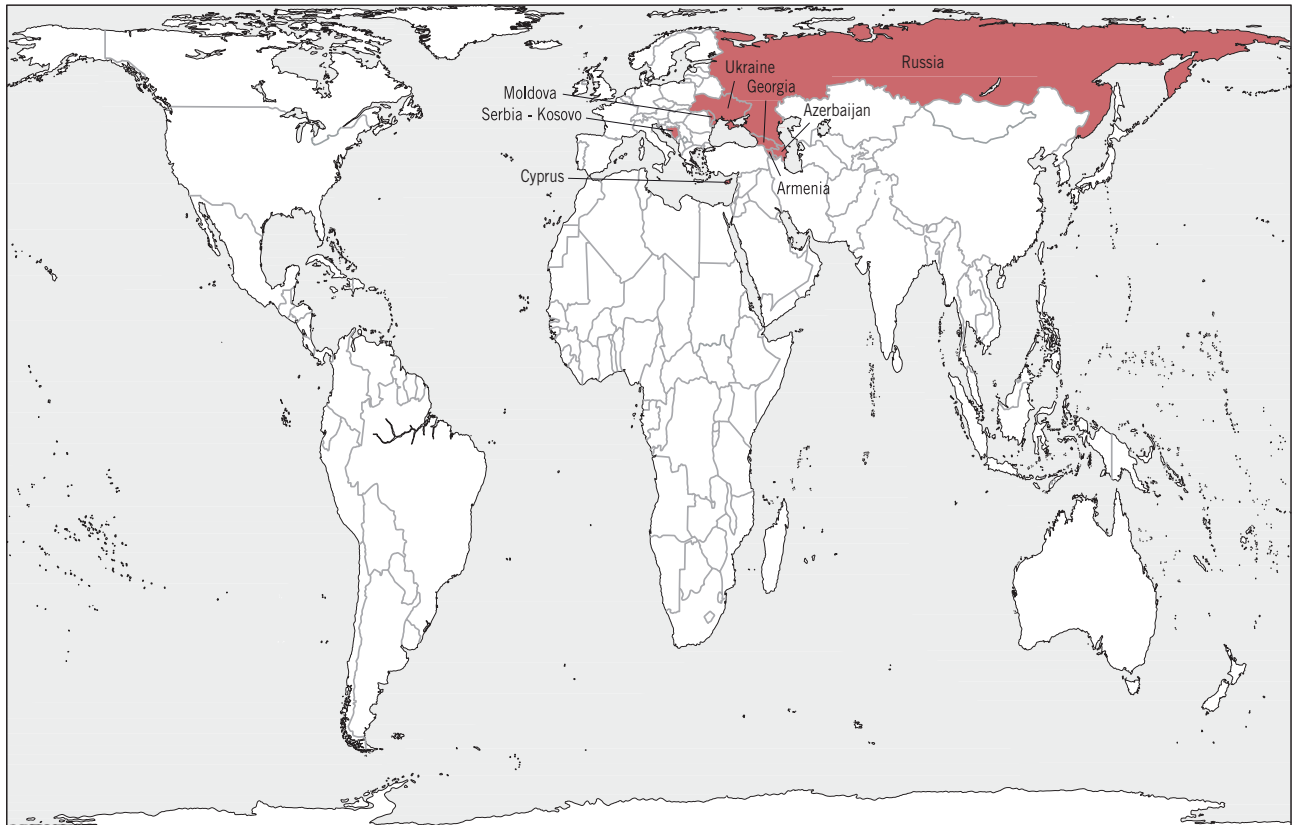 Russia
Ukraine
Georgia
Moldova
Azerbaijan
Serbia - Kosovo
Cyprus
Armenia